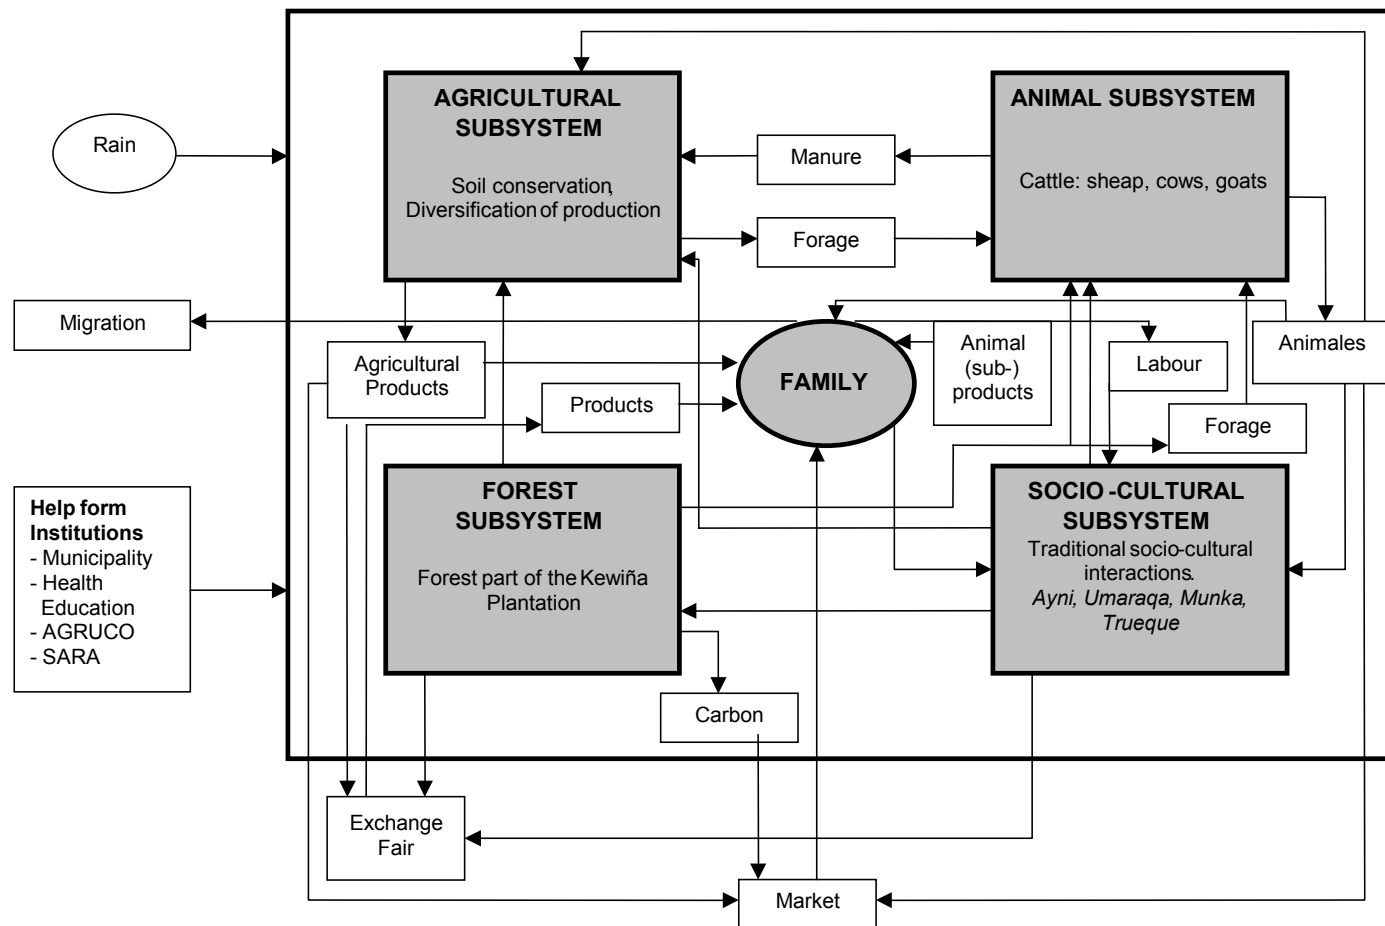 AGRICULTURAL
SUBSYSTEM
Soil conservation,
Diversification of production
ANIMAL SUBSYSTEM
Cattle: sheap, cows, goats
Rain
Manure
Forage
Migration
Agricultural
Products
Products
FAMILY
Animal
(sub-)
products
Labour
Animales
Forage
Help form
Institutions
- Municipality
- Health
Education
- AGRUCO
- SARA
FOREST
SUBSYSTEM
Forest part of the Kewiña
Plantation
SOCIO -CULTURAL
SUBSYSTEM
Traditional socio-cultural
interactions.
Ayni, Umaraqa, Munka,
Trueque
Carbon
Exchange
Fair
Market